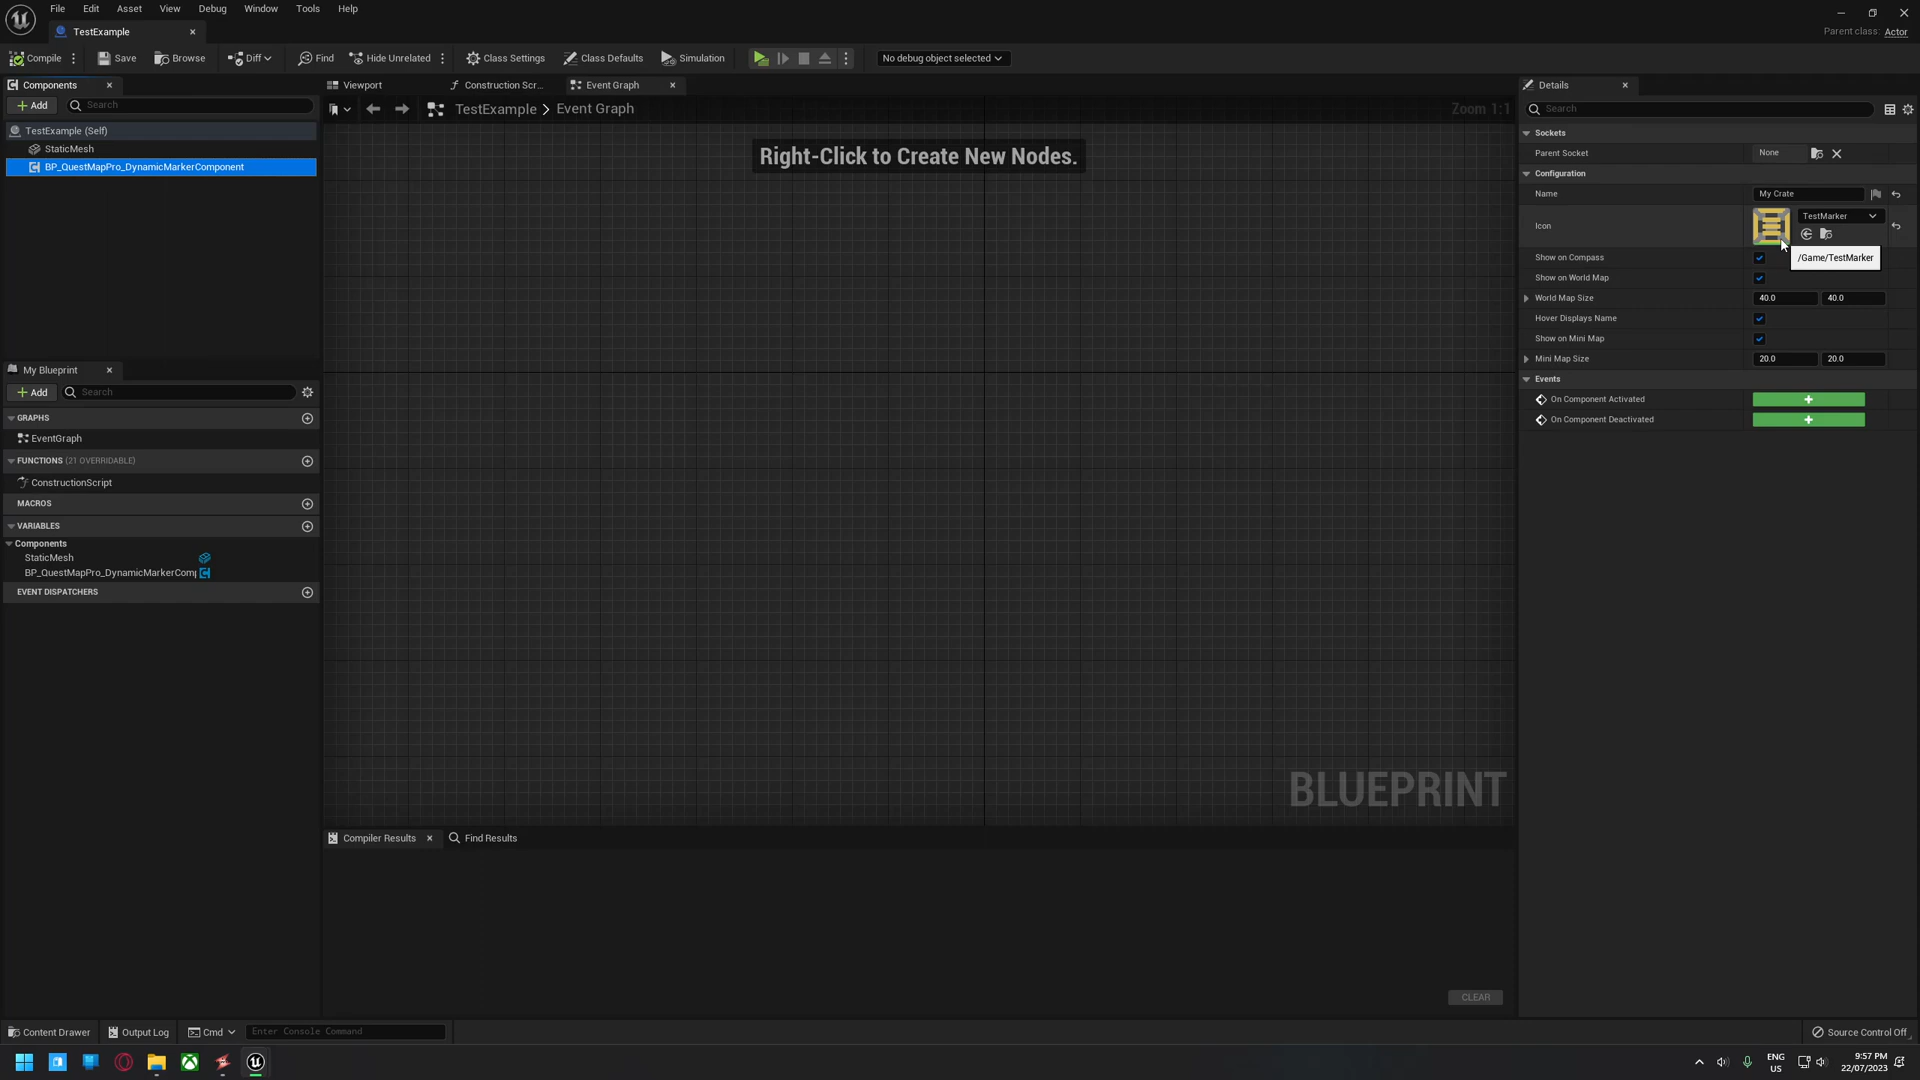 File Edit Asset View Debug Window Tools Help
TestExample
Parent class: Actor
Compile Save Browse Diff Find Hide Unrelated Class Settings Class Defaults Simulation No debug object selected
Components
Add Search
TestExample (Self)
StaticMesh
BP_QuestMapPro_DynamicMarkerComponent
My Blueprint
Add Search
GRAPHS
EventGraph
FUNCTIONS (21 OVERRIDABLE)
ConstructionScript
MACROS
VARIABLES
Components
StaticMesh
BP_QuestMapPro_DynamicMarkerComp
EVENT DISPATCHERS
Viewport Construction Scr... Event Graph
TestExample > Event Graph Zoom 1:1
Right-Click to Create New Nodes.
BLUEPRINT
Compiler Results Find Results
CLEAR
Details
Search
Sockets
Parent Socket None
Configuration
Name My Crate
Icon TestMarker
/Game/TestMarker
Show on Compass
Show on World Map
World Map Size 40.0 40.0
Hover Displays Name
Show on Mini Map
Mini Map Size 20.0 20.0
Events
On Component Activated
On Component Deactivated
Content Drawer Output Log Cmd Enter Console Command Source Control Off
ENG
US
9:57 PM
22/07/2023